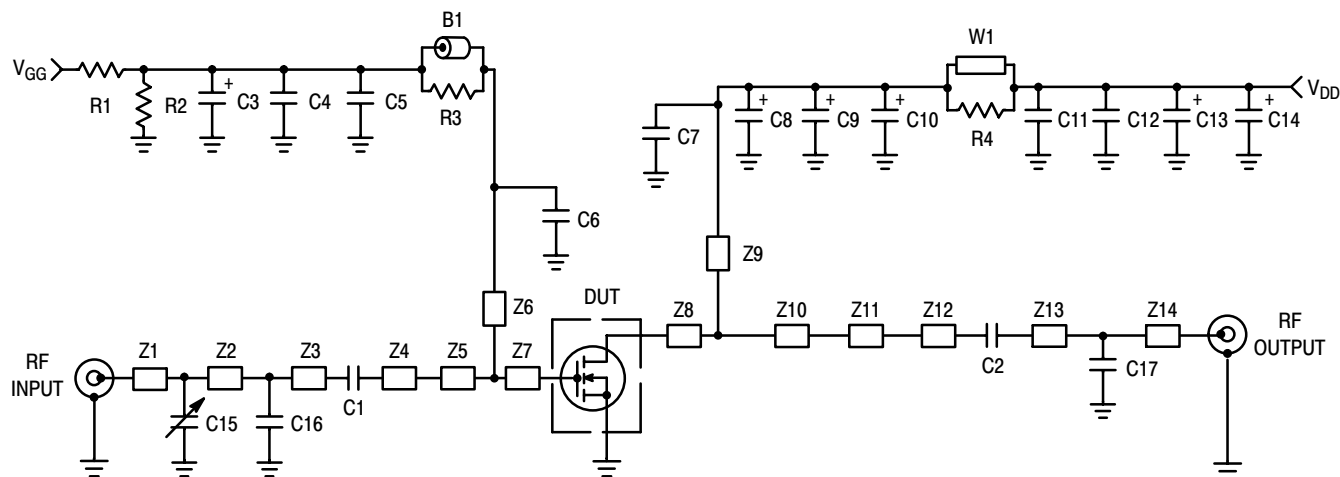 B1
W1
VGG
R1
R2
+
C3
C4
C5
R3
C7
+
C8
+
C9
+
C10
R4
C11
C12
+
C13
+
C14
VDD
C6
Z9
Z6
DUT
Z8
Z10
Z11
Z12
Z13
Z14
RF
OUTPUT
C2
C17
RF
INPUT
Z1
Z2
Z3
Z4
Z5
Z7
C15
C16
C1